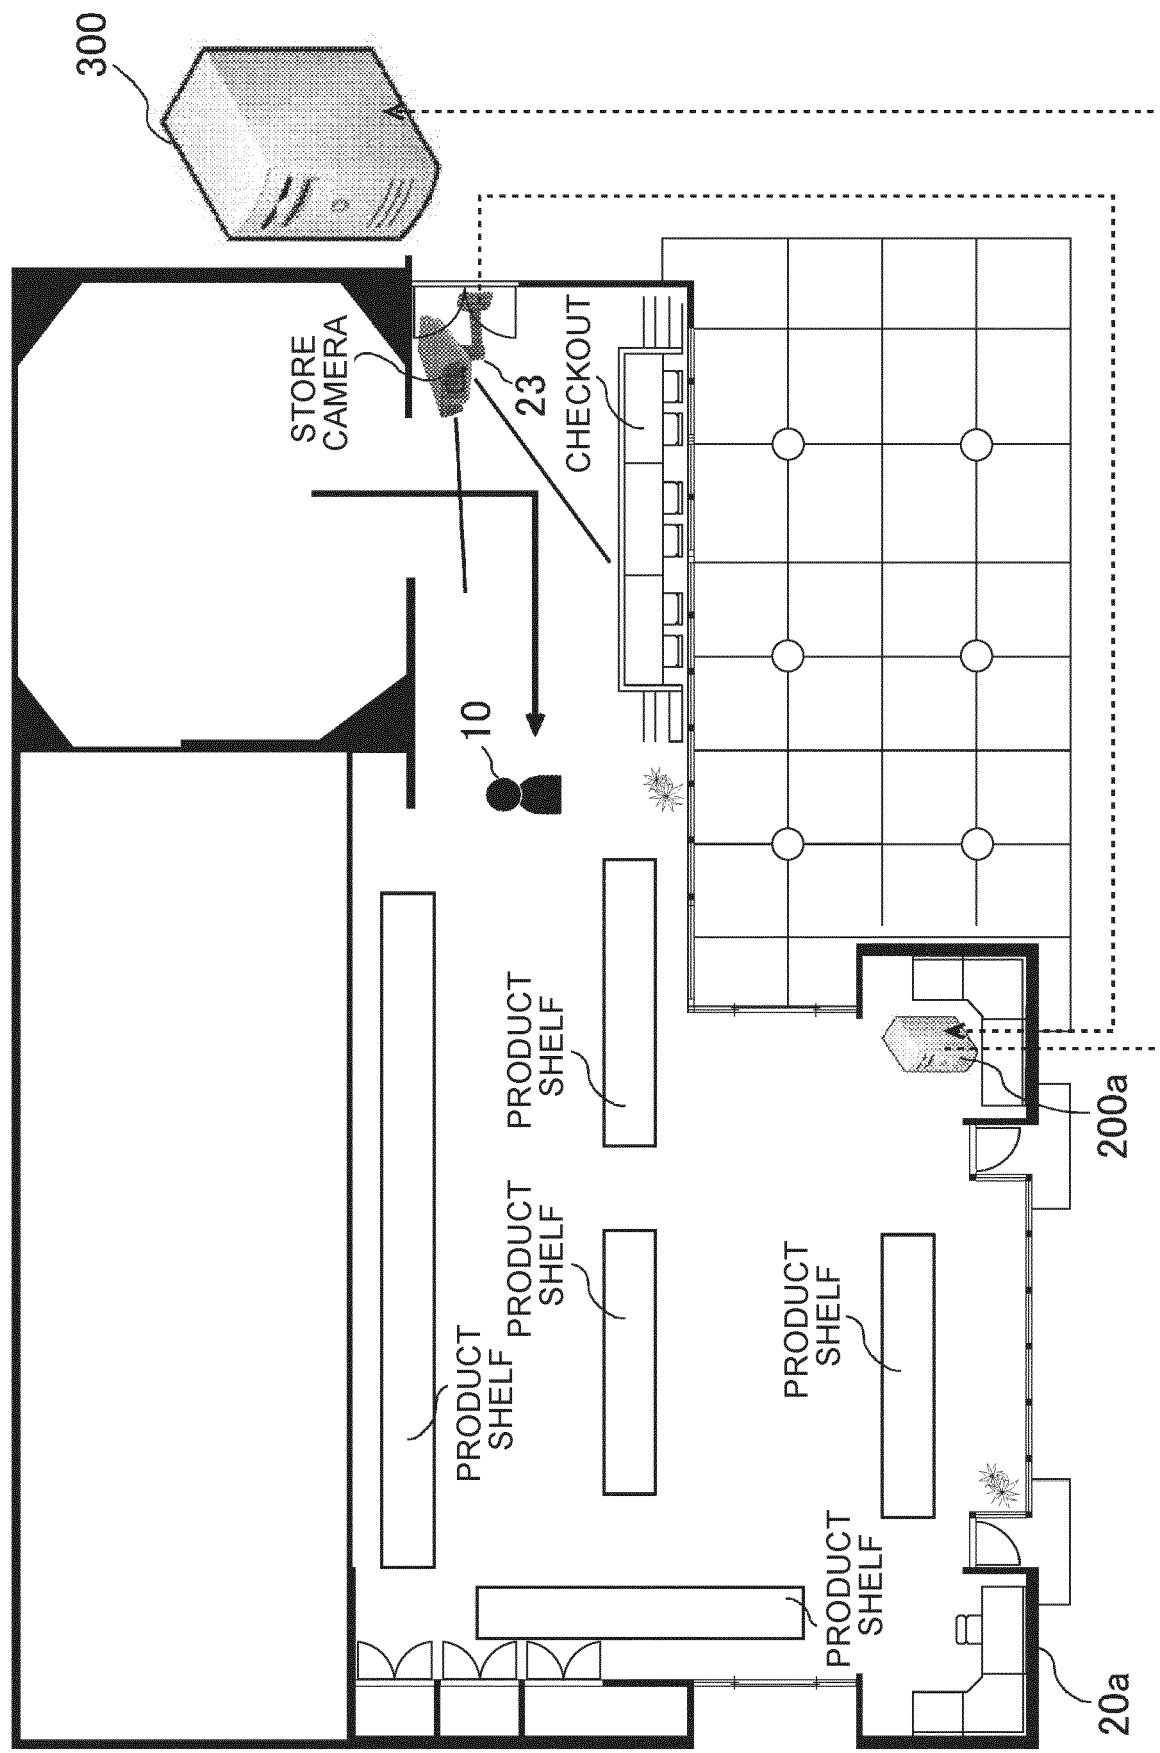 300
STORE
CAMERA
23
CHECKOUT
10
PRODUCT
SHELF
PRODUCT
SHELF
PRODUCT
SHELF
PRODUCT
SHELF
PRODUCT
SHELF
200a
20a